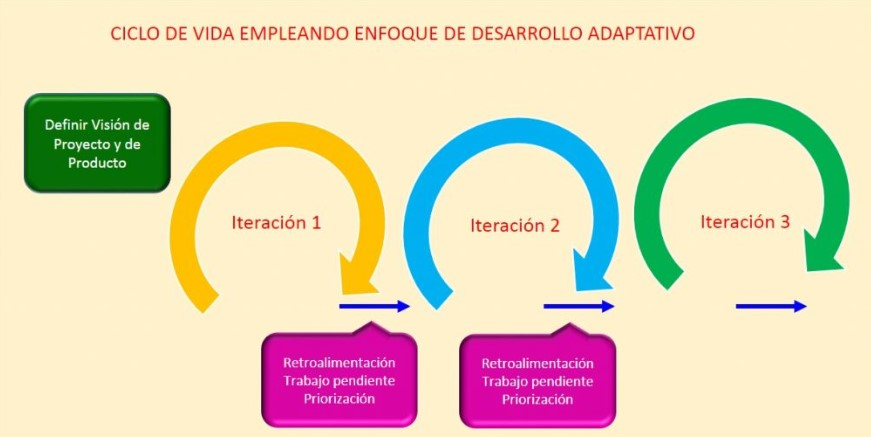 CICLO DE VIDA EMPLEANDO ENFOQUE DE DESARROLLO ADAPTATIVO
Definir Visión de
Proyecto y de
Producto
Iteración 1
Iteración 2
Iteración 3
Retroalimentación
Trabajo pendiente
Priorización
Retroalimentación
Trabajo pendiente
Priorización